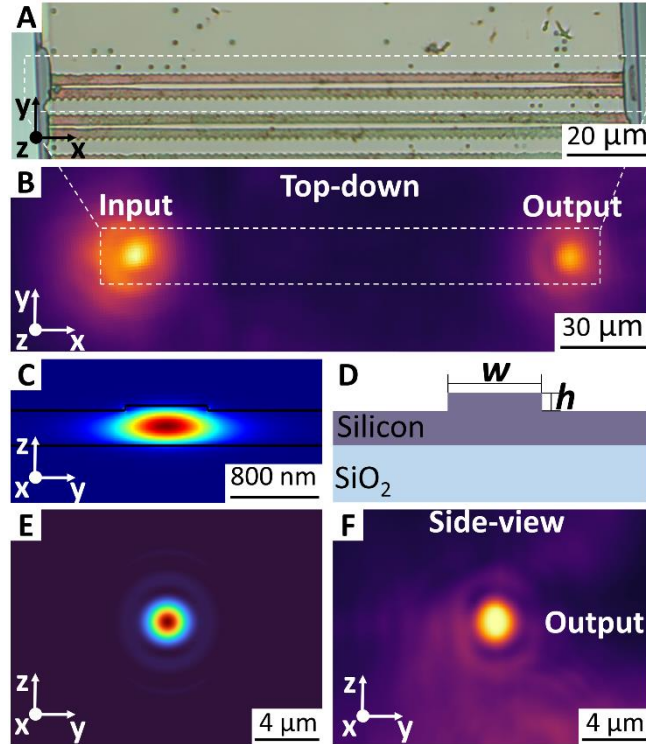 A
y
z x
20 μm
B
Top-down
Input
Output
y
z x
30 μm
C
z
x y
800 nm
D
w
h
Silicon
SiO₂
E
z
x y
4 μm
F
Side-view
Output
z
x y
4 μm